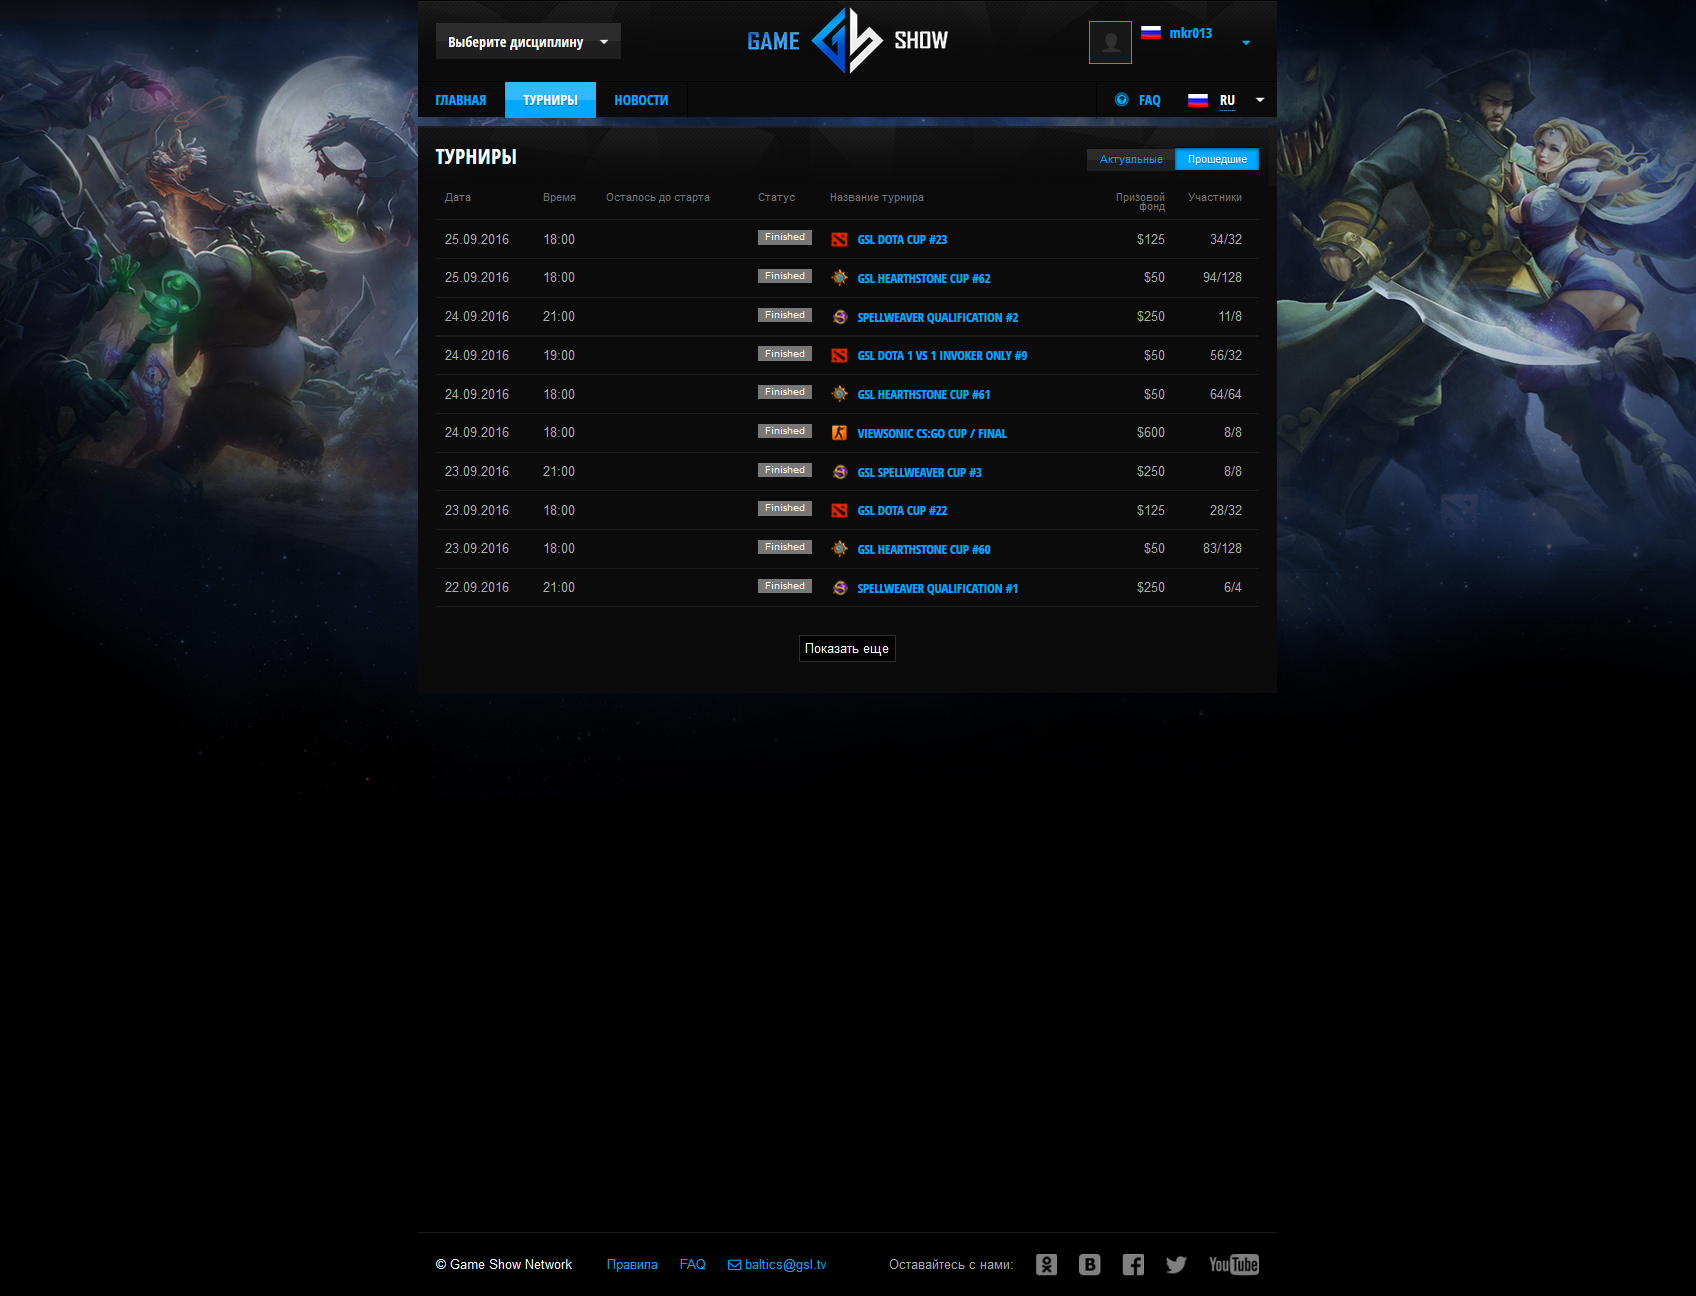 Выберите дисциплину
GAME SHOW
mkr013
ГЛАВНАЯ ТУРНИРЫ НОВОСТИ FAQ RU
ТУРНИРЫ
Актуальные Прошедшие
Дата Время Осталось до старта Статус Название турнира Призовой фонд Участники
25.09.2016 18:00 Finished GSL DOTA CUP #23 $125 34/32
25.09.2016 18:00 Finished GSL HEARTHSTONE CUP #62 $50 94/128
24.09.2016 21:00 Finished SPELLWEAVER QUALIFICATION #2 $250 11/8
24.09.2016 19:00 Finished GSL DOTA 1 VS 1 INVOKER ONLY #9 $50 56/32
24.09.2016 18:00 Finished GSL HEARTHSTONE CUP #61 $50 64/64
24.09.2016 18:00 Finished VIEWSONIC CS:GO CUP / FINAL $600 8/8
23.09.2016 21:00 Finished GSL SPELLWEAVER CUP #3 $250 8/8
23.09.2016 18:00 Finished GSL DOTA CUP #22 $125 28/32
23.09.2016 18:00 Finished GSL HEARTHSTONE CUP #60 $50 83/128
22.09.2016 21:00 Finished SPELLWEAVER QUALIFICATION #1 $250 6/4
Показать еще
© Game Show Network Правила FAQ baltics@gsl.tv Оставайтесь с нами: YouTube